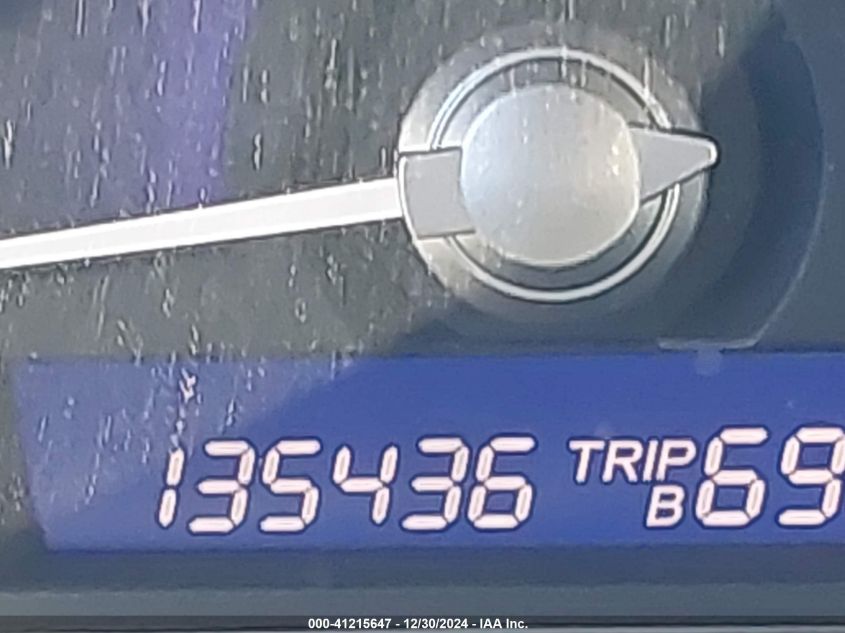 135436 TRIP B 69
000-41215647 - 12/30/2024 - IAA Inc.